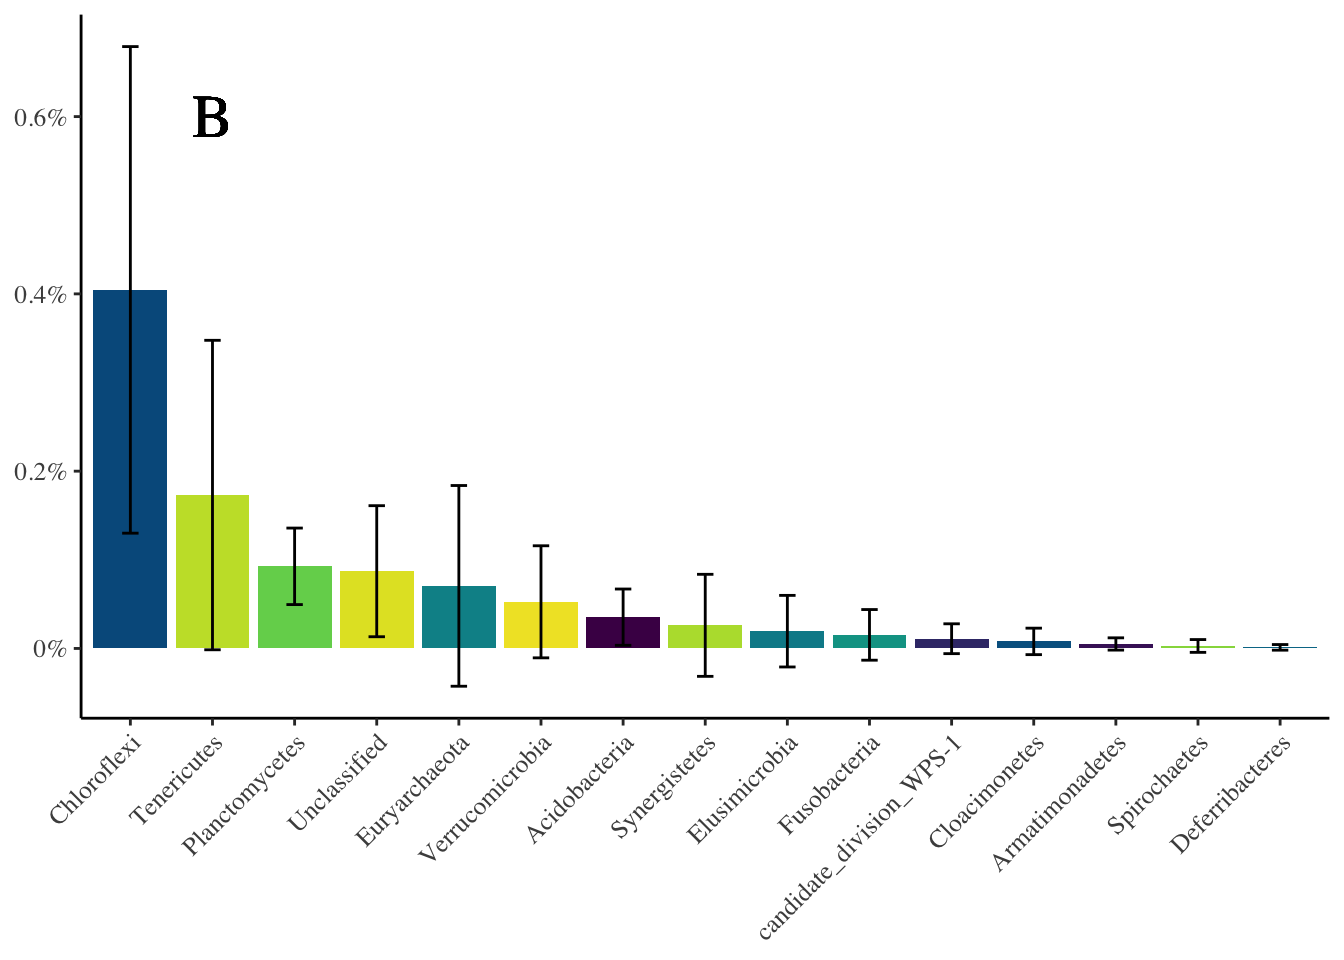 B
0.6%
0.4%
0.2%
0%
Chloroflexi
Tenericutes
Planctomycetes
Unclassified
Euryarchaeota
Verrucomicrobia
Acidobacteria
Synergistetes
Elusimicrobia
Fusobacteria
candidate_division_WPS-1
Cloacimonetes
Armatimonadetes
Spirochaetes
Deferribacteres